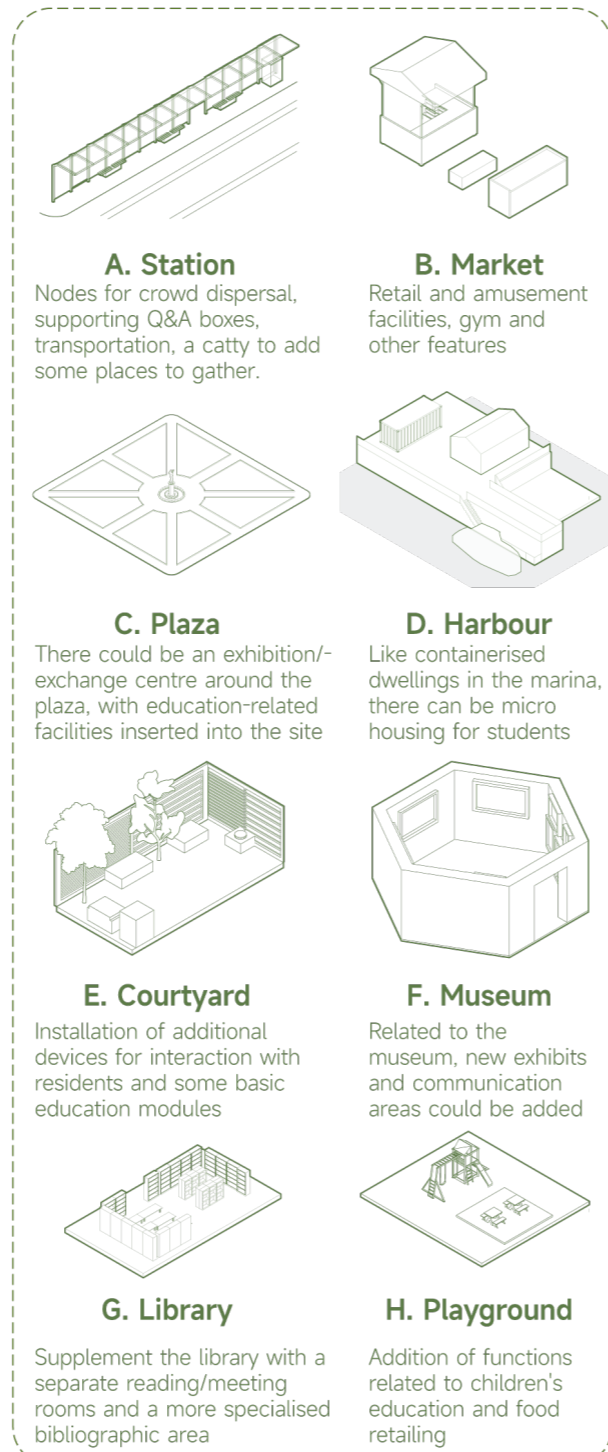 A. Station
Nodes for crowd dispersal,
supporting Q&A boxes,
transportation, a catty to add
some places to gather.
B. Market
Retail and amusement
facilities, gym and
other features
C. Plaza
There could be an exhibition/-
exchange centre around the
plaza, with education-related
facilities inserted into the site
D. Harbour
Like containerised
dwellings in the marina,
there can be micro
housing for students
E. Courtyard
Installation of additional
devices for interaction with
residents and some basic
education modules
F. Museum
Related to the
museum, new exhibits
and communication
areas could be added
G. Library
Supplement the library with a
separate reading/meeting
rooms and a more specialised
bibliographic area
H. Playground
Addition of functions
related to children's
education and food
retailing